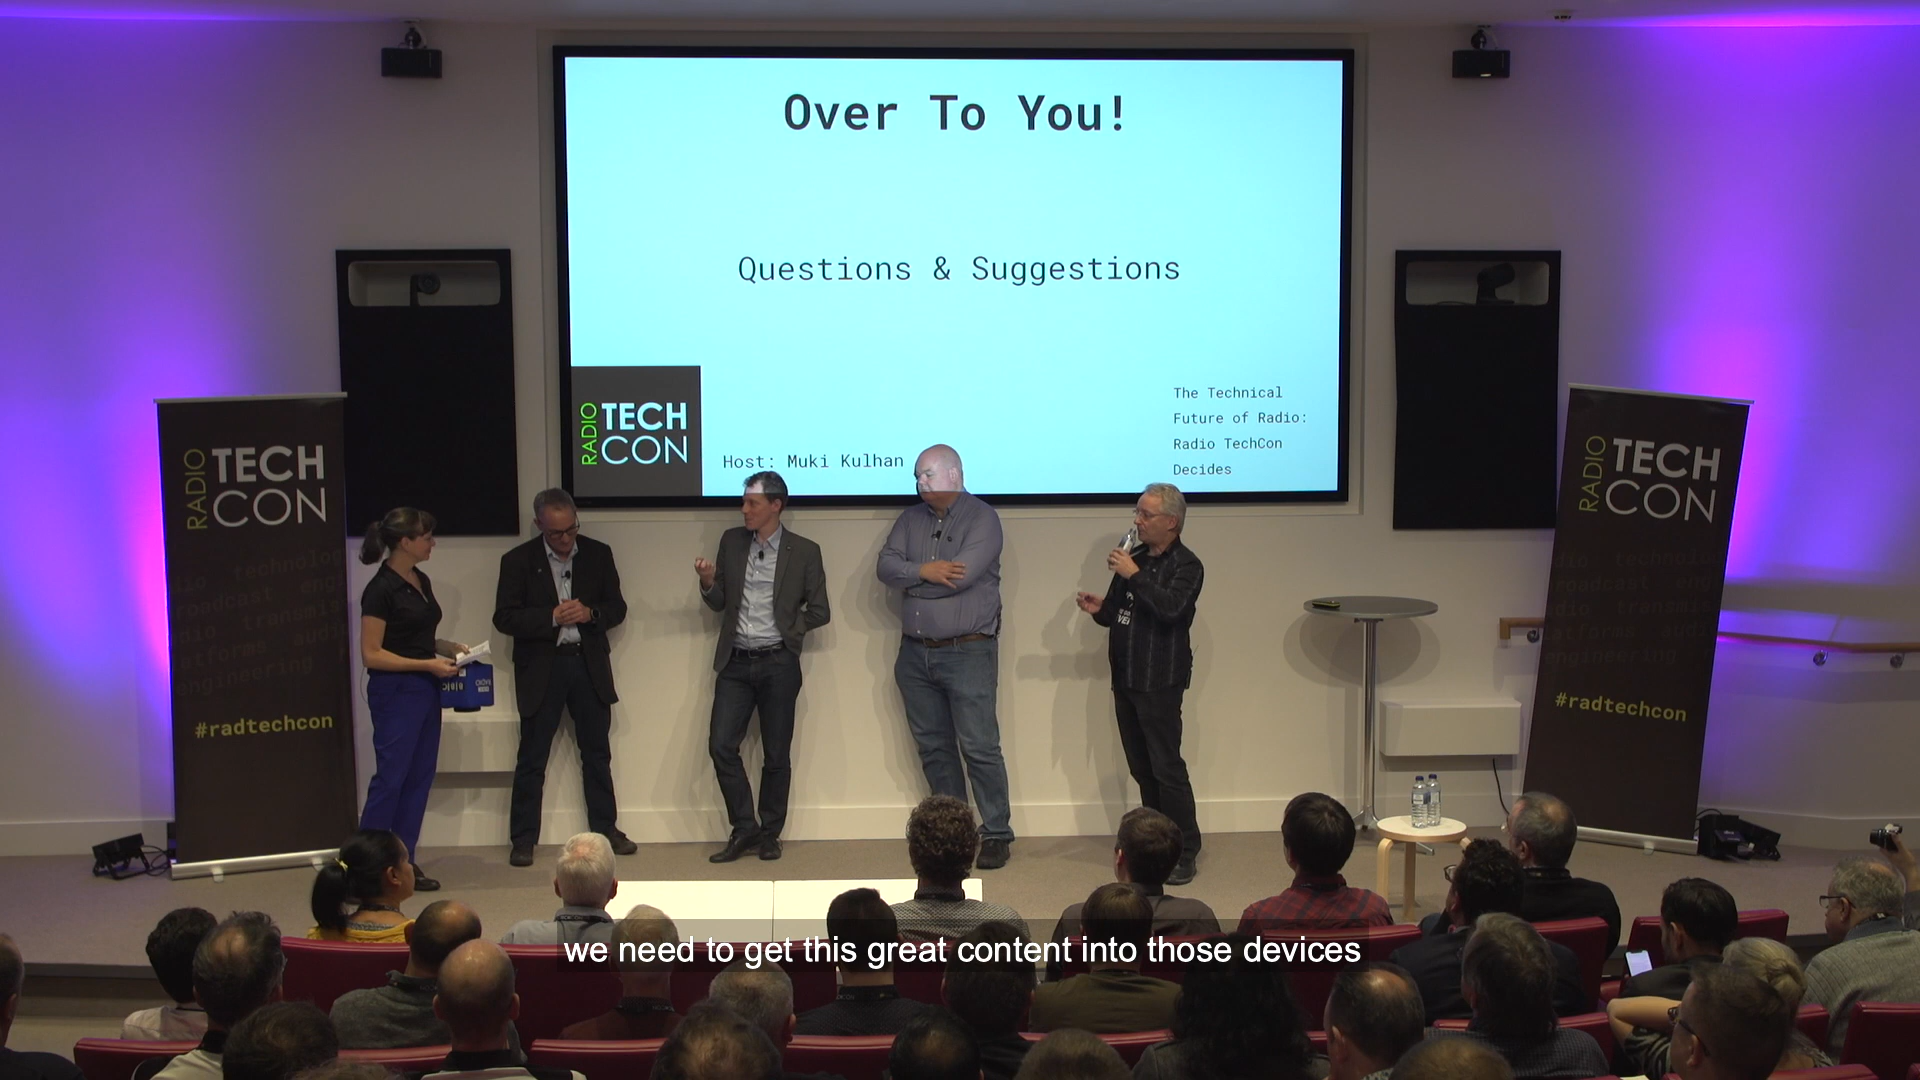 Over To You!
Questions & Suggestions
The Technical
Future of Radio:
Radio TechCon
Decides
Host: Muki Kulhan
RADIO TECH
CON
RADIO TECH
CON
#radtechcon
RADIO TECH
CON
#radtechcon
we need to get this great content into those devices